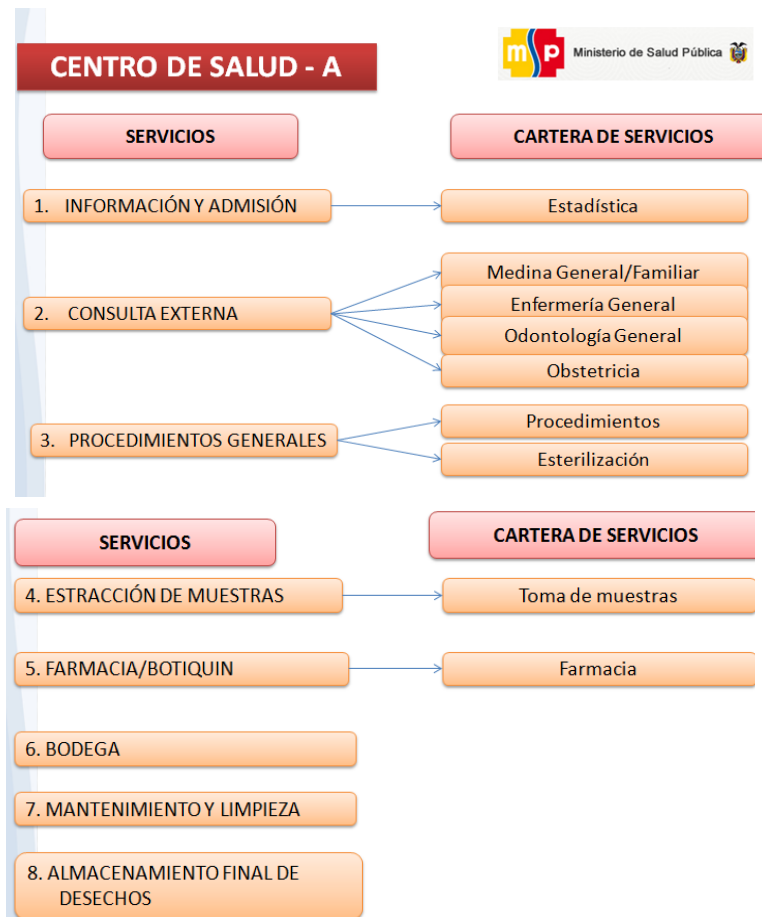 CENTRO DE SALUD - A
msp Ministerio de Salud Pública
SERVICIOS
CARTERA DE SERVICIOS
1. INFORMACIÓN Y ADMISIÓN
Estadística
2. CONSULTA EXTERNA
Medina General/Familiar
Enfermería General
Odontología General
Obstetricia
3. PROCEDIMIENTOS GENERALES
Procedimientos
Esterilización
SERVICIOS
CARTERA DE SERVICIOS
4. ESTRACCIÓN DE MUESTRAS
Toma de muestras
5. FARMACIA/BOTIQUIN
Farmacia
6. BODEGA
7. MANTENIMIENTO Y LIMPIEZA
8. ALMACENAMIENTO FINAL DE
DESECHOS